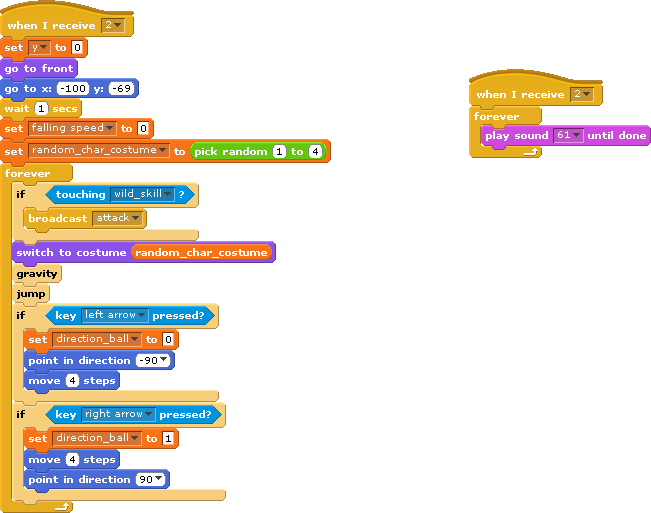 when I receive 2
set y to 0
go to front
go to x: -100 y: -69
wait 1 secs
set falling speed to 0
set random_char_costume to pick random 1 to 4
forever
if touching wild_skill ?
broadcast attack
switch to costume random_char_costume
gravity
jump
if key left arrow pressed?
set direction_ball to 0
point in direction -90
move 4 steps
if key right arrow pressed?
set direction_ball to 1
move 4 steps
point in direction 90
when I receive 2
forever
play sound 61 until done